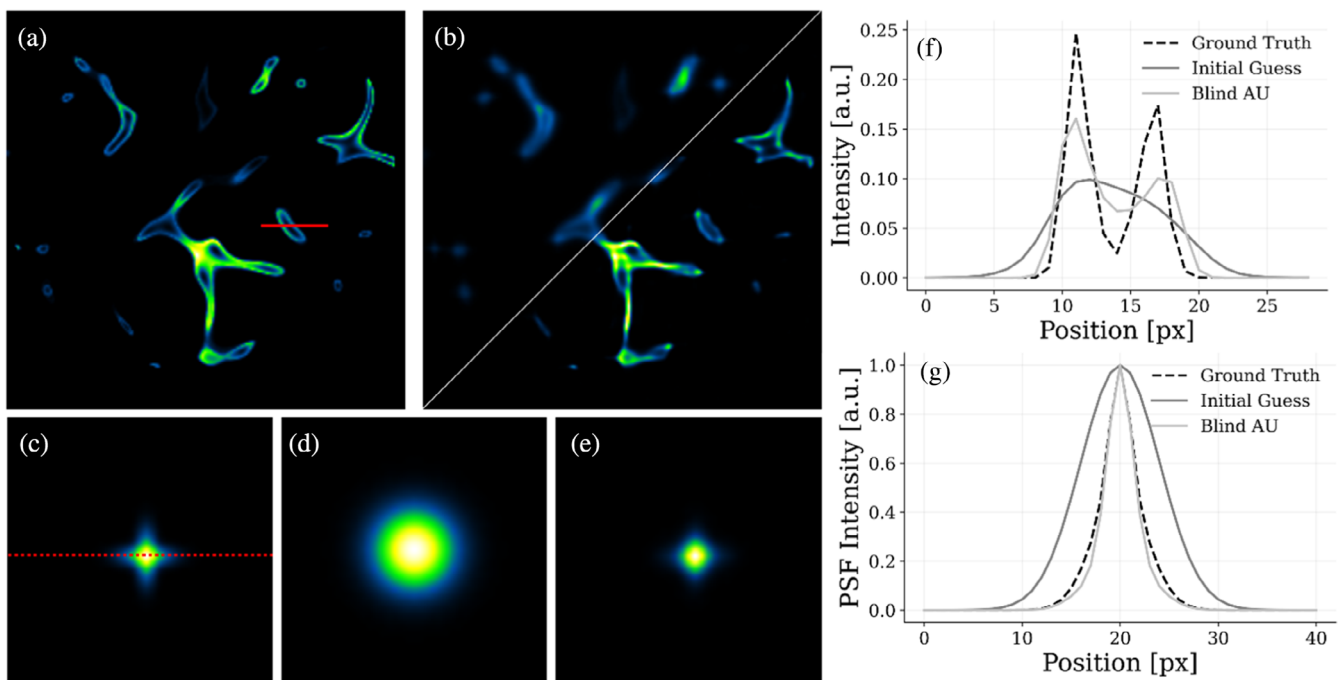 (a)
(b)
(c)
(d)
(e)
(f)
Intensity [a.u.]
0.25
0.20
0.15
0.10
0.05
0.00
Ground Truth
Initial Guess
Blind AU
0 5 10 15 20 25
Position [px]
(g)
PSF Intensity [a.u.]
1.0
0.8
0.6
0.4
0.2
0.0
Ground Truth
Initial Guess
Blind AU
0 10 20 30 40
Position [px]